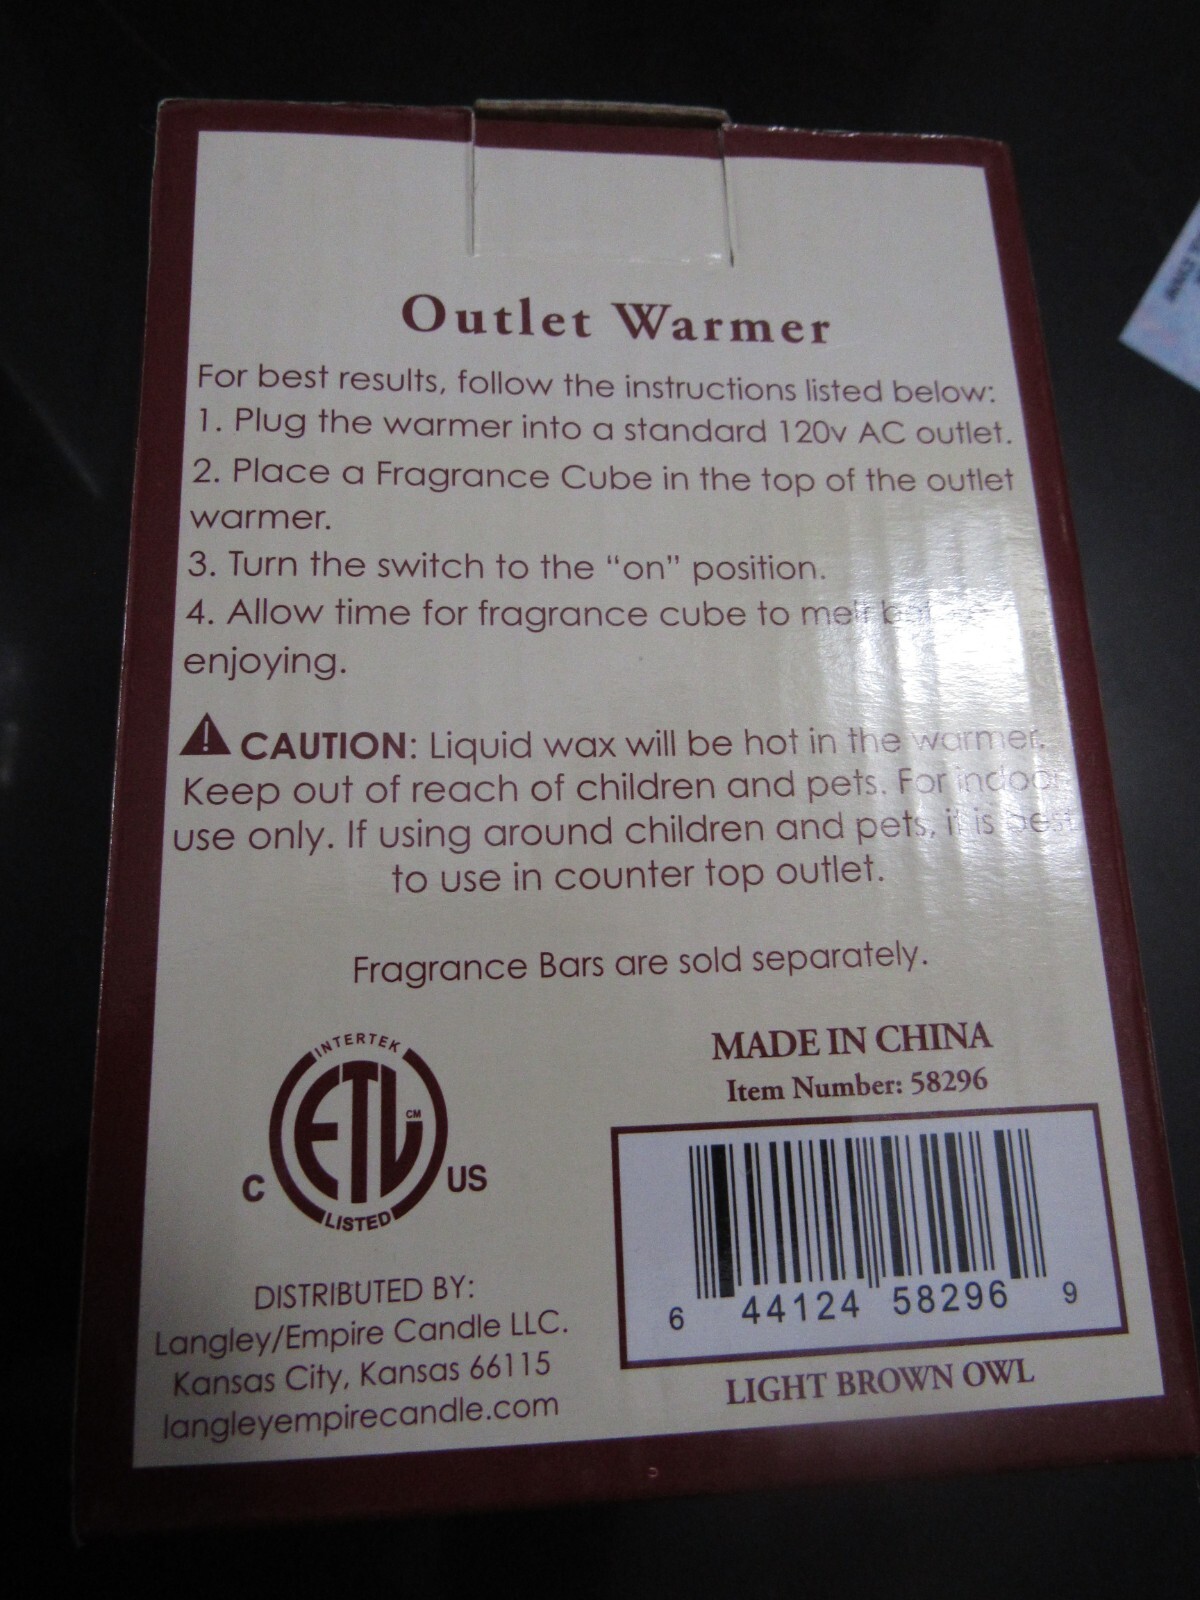 Outlet Warmer
For best results, follow the instructions listed below:
1. Plug the warmer into a standard 120v AC outlet.
2. Place a Fragrance Cube in the top of the outlet
warmer.
3. Turn the switch to the “on” position.
4. Allow time for fragrance cube to melt
enjoying.
CAUTION: Liquid wax will be hot in the warmer.
Keep out of reach of children and pets. For indoor
use only. If using around children and pets, it is best
to use in counter top outlet.
Fragrance Bars are sold separately.
INTERTEK
ETL CM
C US
LISTED
MADE IN CHINA
Item Number: 58296
6 44124 58296 9
LIGHT BROWN OWL
DISTRIBUTED BY:
Langley/Empire Candle LLC.
Kansas City, Kansas 66115
langleyempirecandle.com